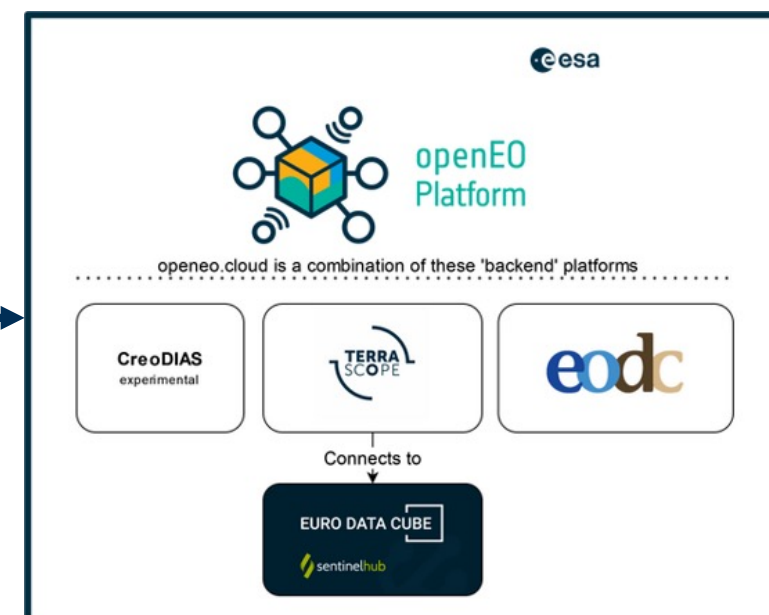 esa
openEO
Platform
openeo.cloud is a combination of these 'backend' platforms
CreoDIAS
experimental
TERRA
SCOPE
eodc
Connects to
EURO DATA CUBE
sentinelhub